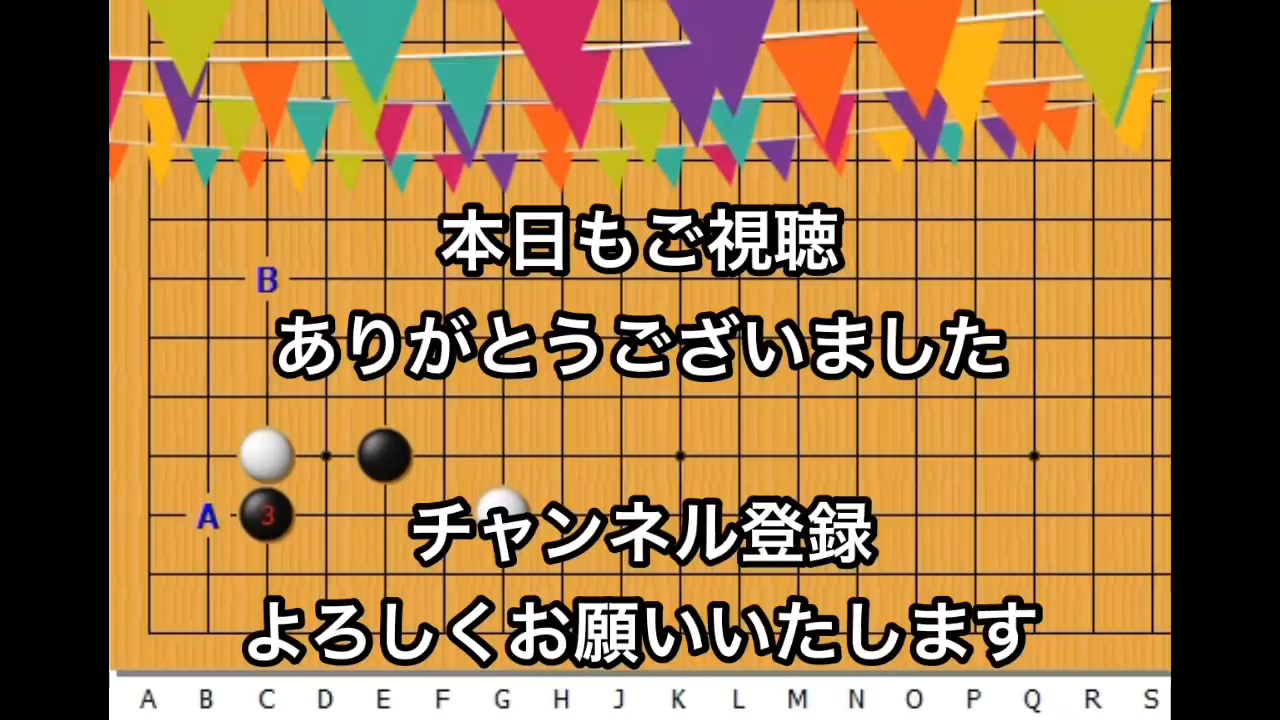 B
本日もご視聴
ありがとうございました
A 3
チャンネル登録
よろしくお願いいたします
A B C D E F G H J K L M N O P Q R S